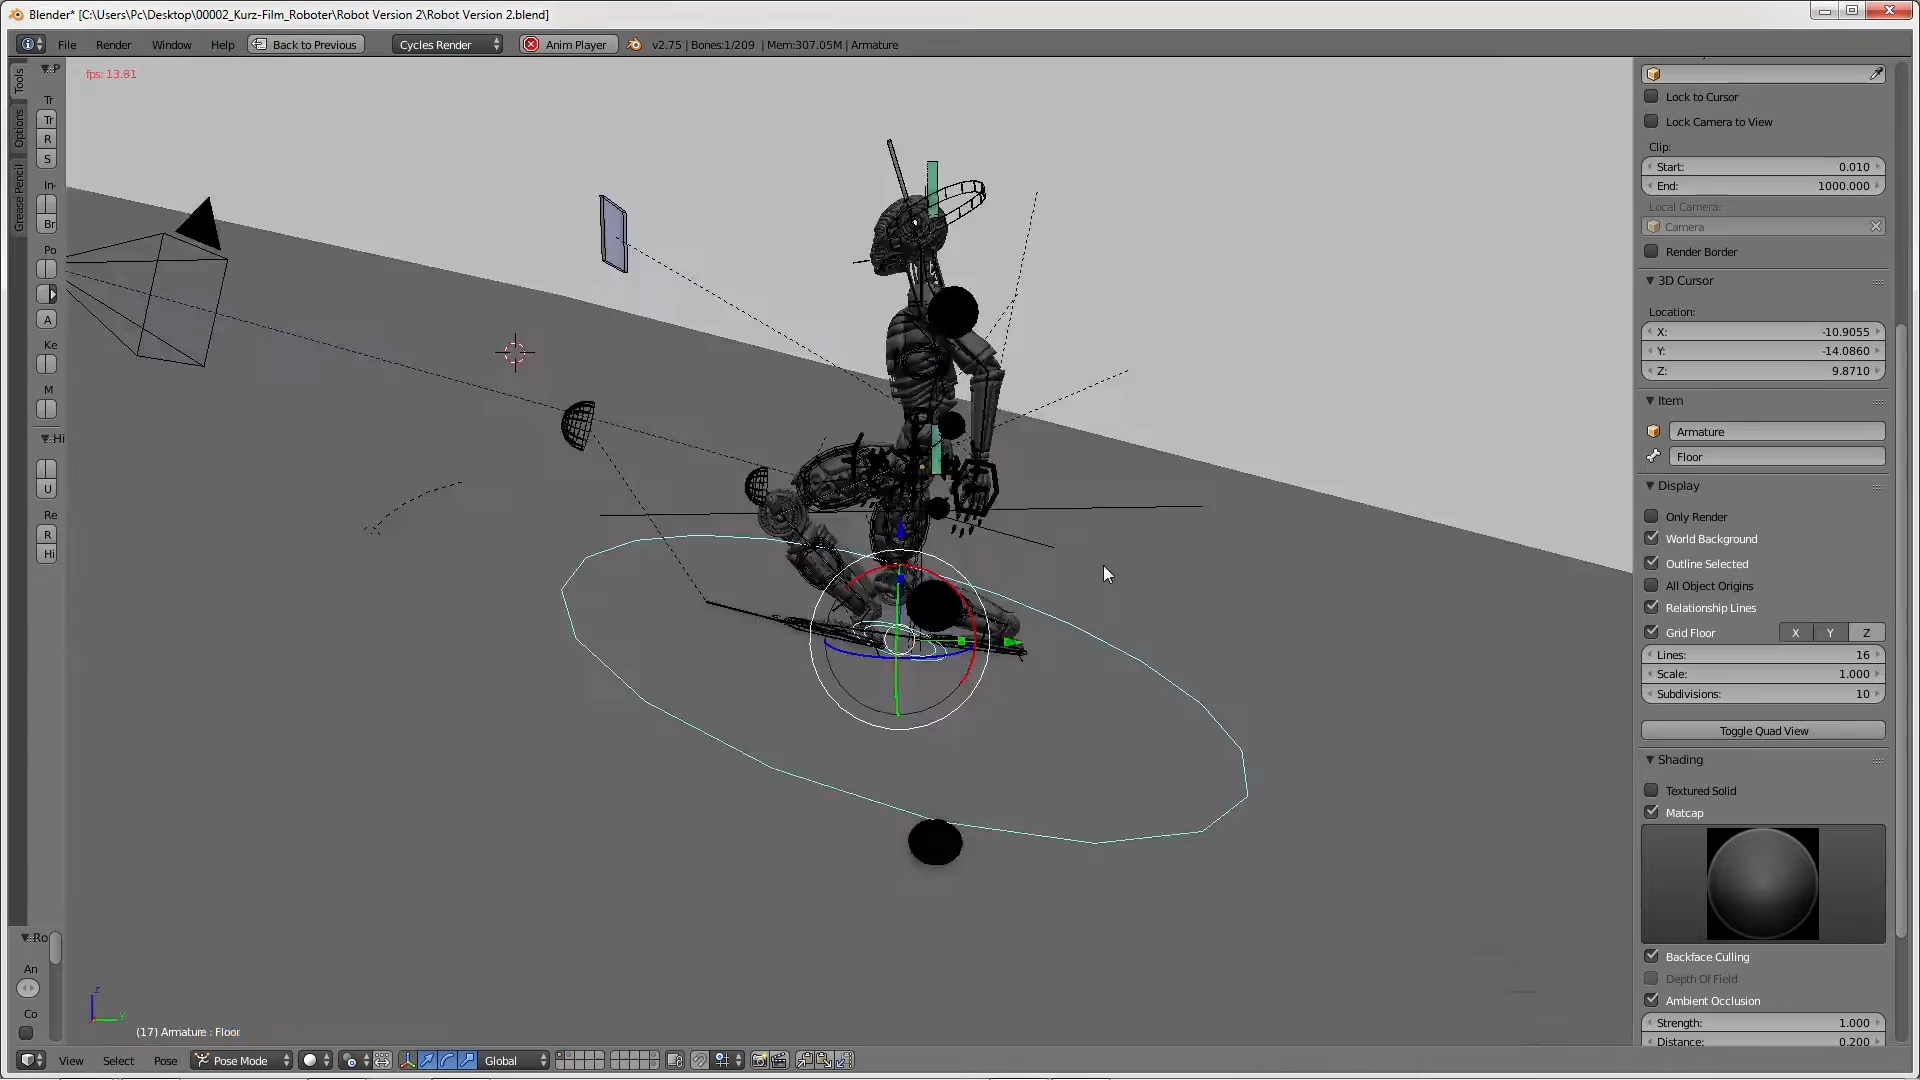 Blender* [C:\Users\Pc\Desktop\00002_Kurz-Film_Roboter\Robot Version 2\Robot Version 2.blend]
File Render Window Help Back to Previous Cycles Render Anim Player v2.75 | Bones:1/209 | Mem:307.05M | Armature
fps: 13.81
Tools
Options
Grease Pencil
P
Tr
Tr
R
S
In-
Br
Po
A
Ke
M
Hi
U
Re
R
Hi
Ro
An
Co
Lock to Cursor
Lock Camera to View
Clip:
Start: 0.010
End: 1000.000
Local Camera:
Camera
Render Border
3D Cursor
Location:
X: -10.9055
Y: -14.0860
Z: 9.8710
Item
Armature
Floor
Display
Only Render
World Background
Outline Selected
All Object Origins
Relationship Lines
Grid Floor X Y Z
Lines: 16
Scale: 1.000
Subdivisions: 10
Toggle Quad View
Shading
Textured Solid
Matcap
Backface Culling
Depth Of Field
Ambient Occlusion
Strength: 1.000
Distance: 0.200
z
y
(17) Armature : Floor
View Select Pose Pose Mode Global